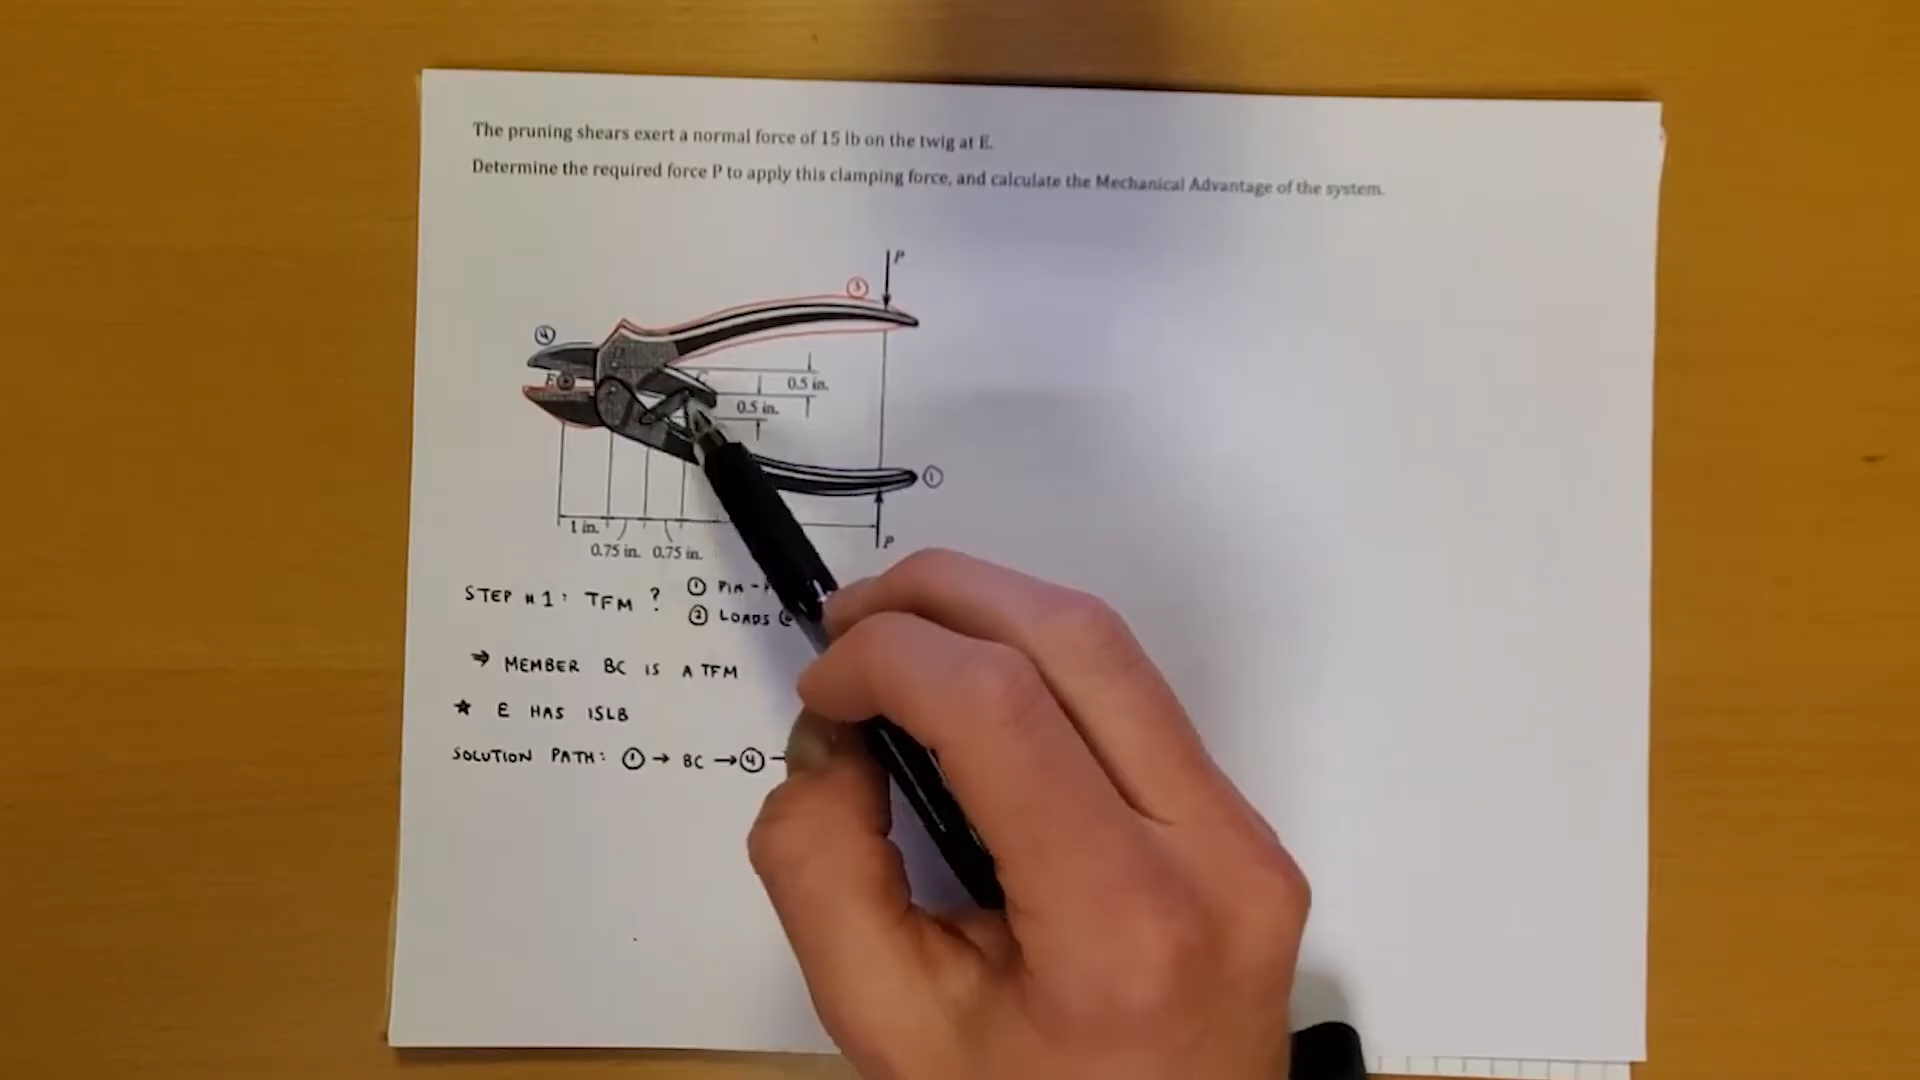 The pruning shears exert a normal force of 15 lb on the twig at E.
Determine the required force P to apply this clamping force, and calculate the Mechanical Advantage of the system.
P
③
④
E
C
0.5 in.
0.5 in.
①
1 in.
0.75 in. 0.75 in.
P
STEP #1: TFM ? ① PIN -
② LOADS @
⇒ MEMBER BC IS A TFM
☆ E HAS 15LB
SOLUTION PATH: ① → BC → ④ →